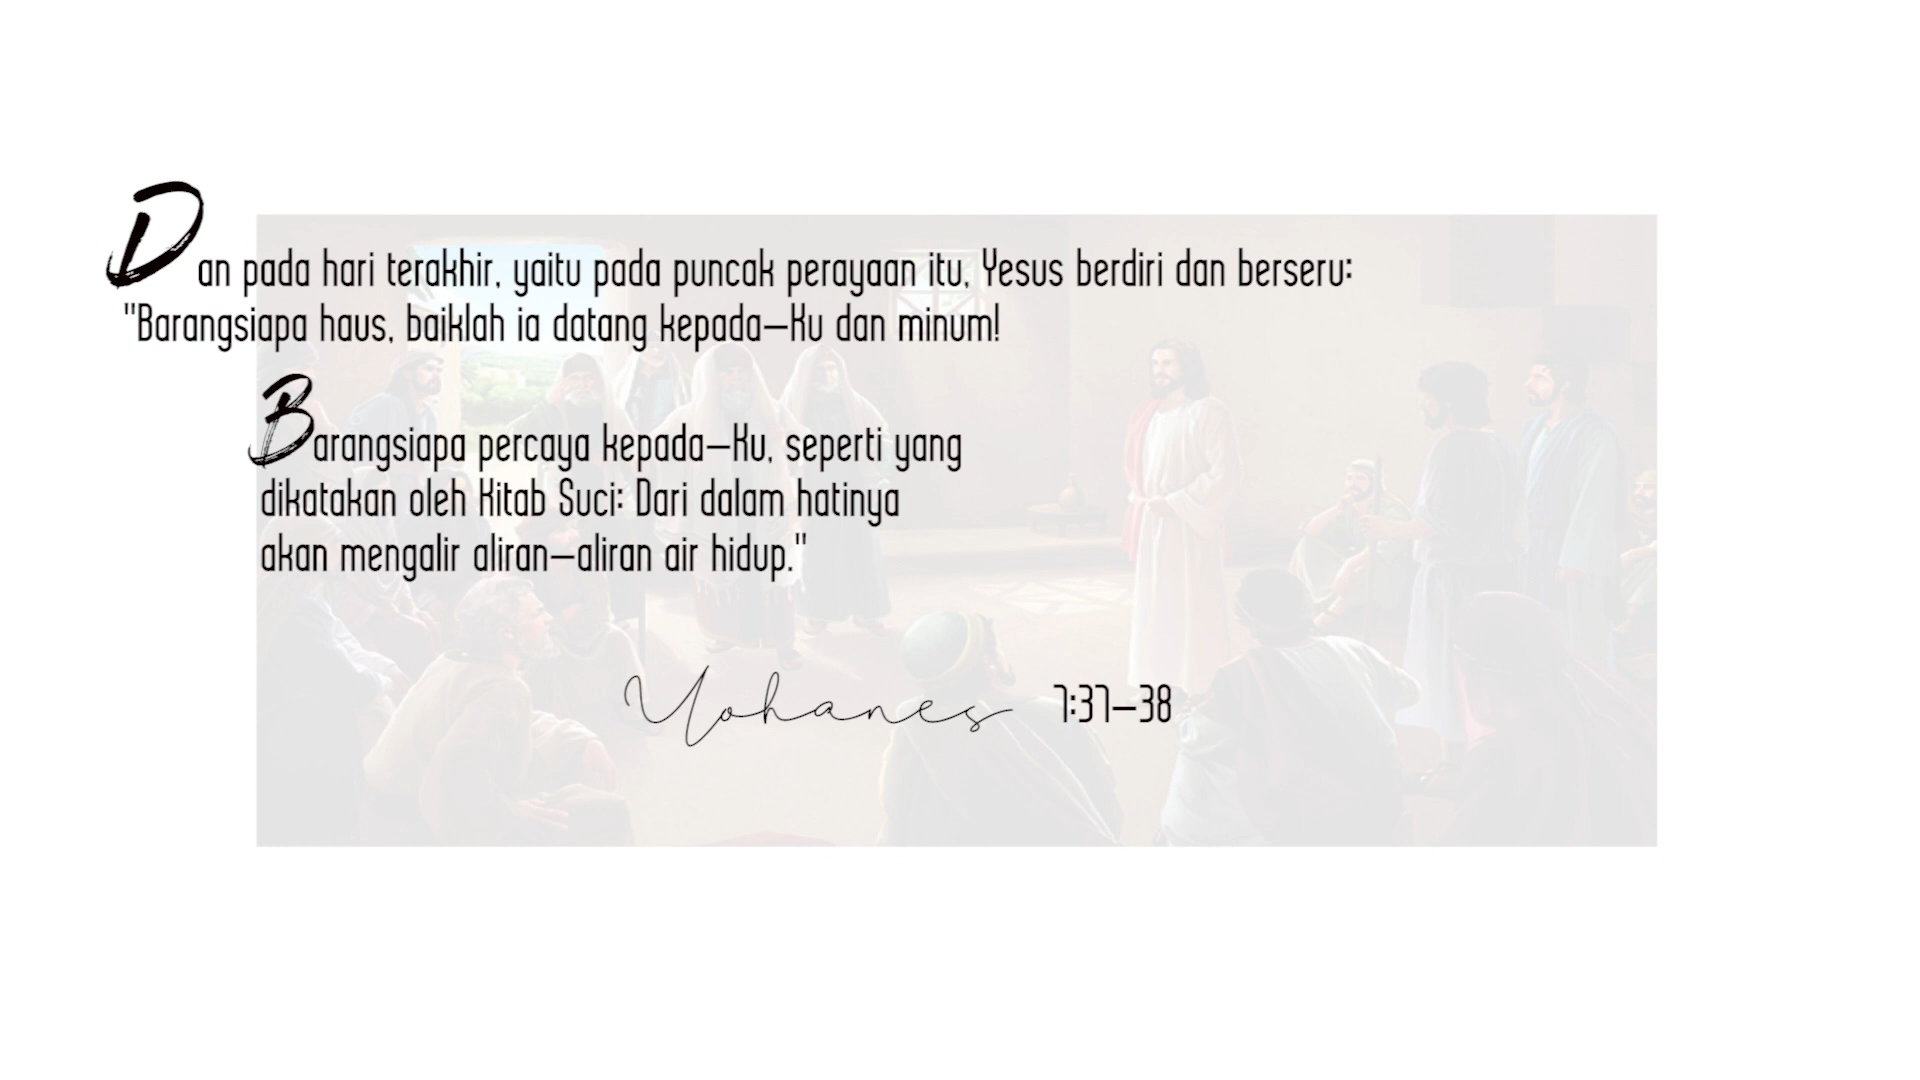 Dan pada hari terakhir, yaitu pada puncak perayaan itu, Yesus berdiri dan berseru:
"Barangsiapa haus, baiklah ia datang kepada-Ku dan minum!
Barangsiapa percaya kepada-Ku, seperti yang
dikatakan oleh Kitab Suci: Dari dalam hatinya
akan mengalir aliran-aliran air hidup."
Yohanes 7:37-38